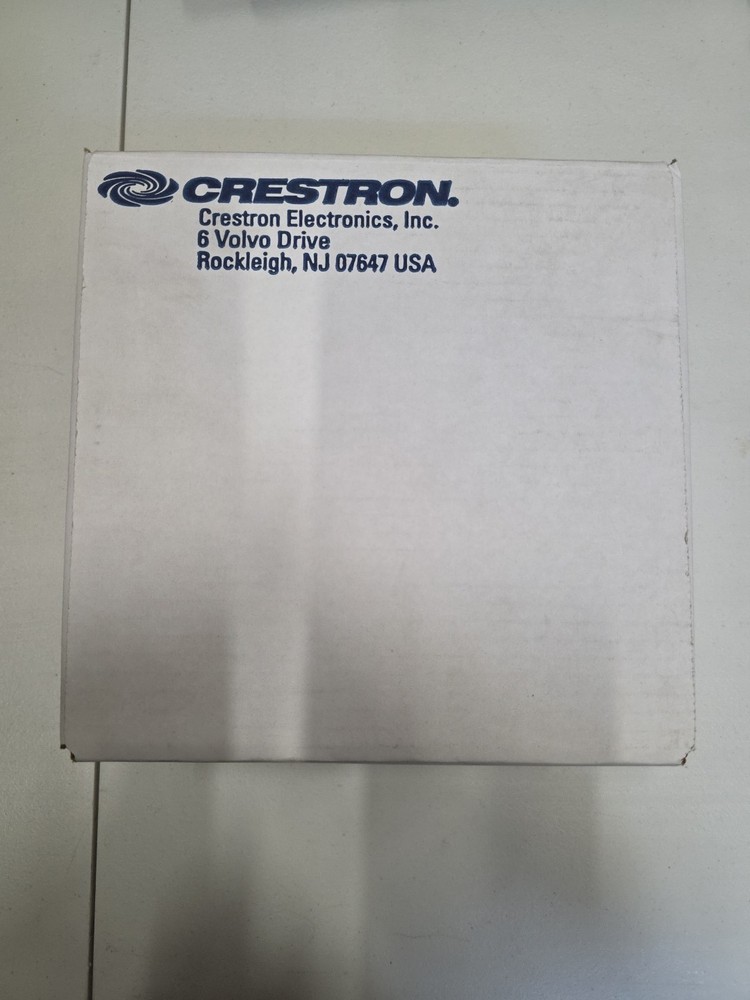 CRESTRON.
Crestron Electronics, Inc.
6 Volvo Drive
Rockleigh, NJ 07647 USA